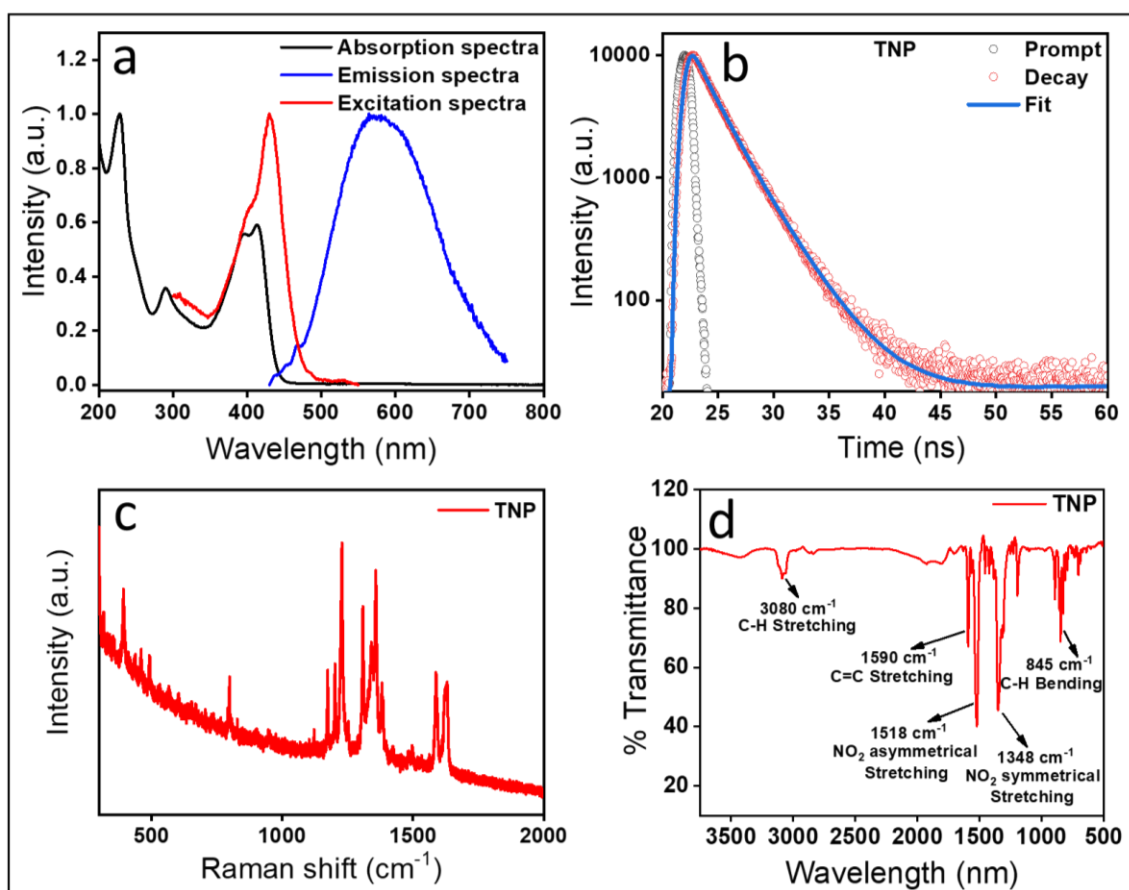 a
Absorption spectra
Emission spectra
Excitation spectra
1.2
1.0
0.8
0.6
0.4
0.2
0.0
Intensity (a.u.)
200 300 400 500 600 700 800
Wavelength (nm)
b
TNP
Prompt
Decay
Fit
10000
1000
100
Intensity (a.u.)
20 25 30 35 40 45 50 55 60
Time (ns)
c
TNP
Intensity (a.u.)
500 1000 1500 2000
Raman shift (cm⁻¹)
d
TNP
120
100
80
60
40
20
% Transmittance
3080 cm⁻¹
C-H Stretching
1590 cm⁻¹
C=C Stretching
845 cm⁻¹
C-H Bending
1518 cm⁻¹
NO₂ asymmetrical
Stretching
1348 cm⁻¹
NO₂ symmetrical
Stretching
3500 3000 2500 2000 1500 1000 500
Wavelength (nm)